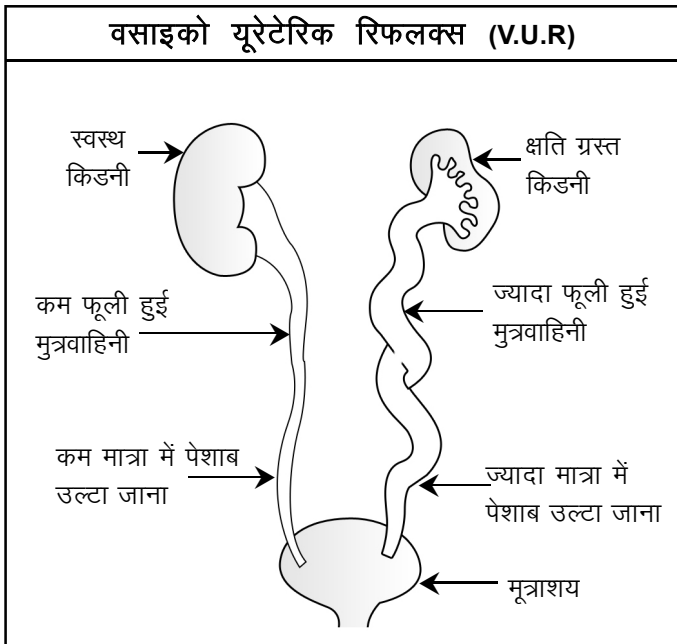 वसाइको यूरेटेरिक रिफलक्स (V.U.R)
स्वस्थ
किडनी
क्षति ग्रस्त
किडनी
कम फूली हुई
मुत्रवाहिनी
ज्यादा फूली हुई
मुत्रवाहिनी
कम मात्रा में पेशाब
उल्टा जाना
ज्यादा मात्रा में
पेशाब उल्टा जाना
मूत्राशय